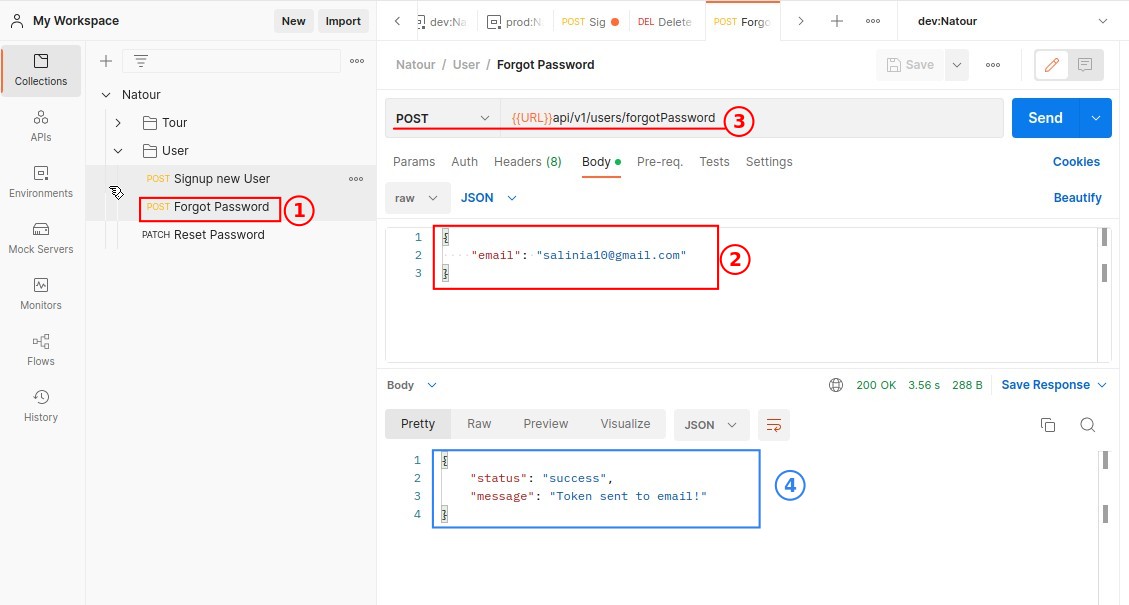 My Workspace
New
Import
dev:Na
prod:N
POST Sig
DEL Delete
POST Forgo
dev:Natour
Collections
APIs
Environments
Mock Servers
Monitors
Flows
History
Natour
Tour
User
POST Signup new User
POST Forgot Password
1
PATCH Reset Password
Natour / User / Forgot Password
Save
POST
{{URL}}api/v1/users/forgotPassword
3
Send
Params
Auth
Headers (8)
Body
Pre-req.
Tests
Settings
Cookies
raw
JSON
Beautify
1 {
2 "email": "salinia10@gmail.com"
3 }
2
Body
200 OK
3.56 s
288 B
Save Response
Pretty
Raw
Preview
Visualize
JSON
1 {
2 "status": "success",
3 "message": "Token sent to email!"
4 }
4